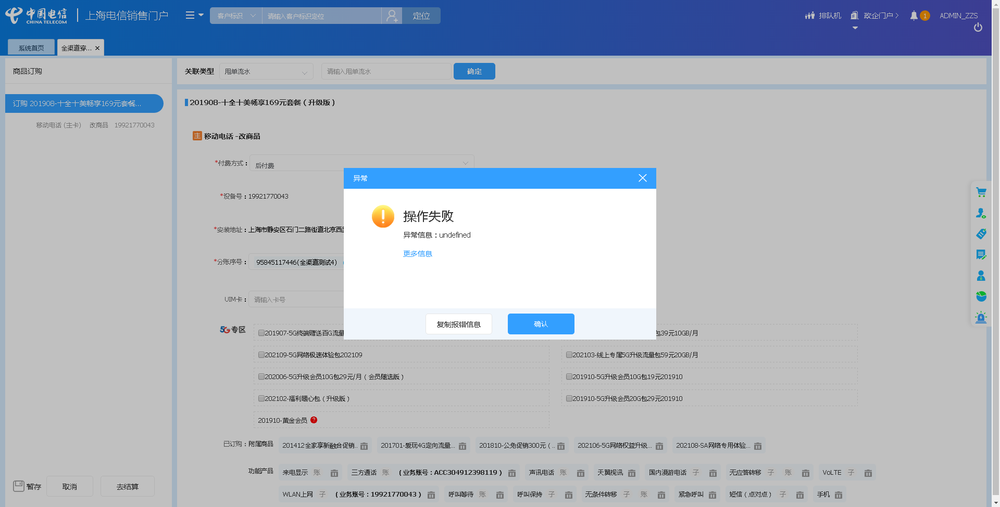 中国电信
CHINA TELECOM
上海电信销售门户
客户标识
请输入客户标识定位
定位
排队机
政企门户
1
ADMIN_ZZS
系统首页
全渠道穿...
商品订购
订购 201908-十全十美畅享169元套餐...
移动电话 (主卡) 改商品 19921770043
关联类型
甩单流水
请输入甩单流水
确定
201908-十全十美畅享169元套餐（升级版）
主 移动电话 -改商品
*付费方式：
后付费
*设备号：19921770043
*安装地址：上海市静安区石门二路街道北京西
*分账序号：
95845117446(全渠道测试4)
UIM卡：
请输入卡号
异常
操作失败
异常信息：undefined
更多信息
复制报错信息
确认
5G 专区
201907-5G终端赠送百G流量
包39元10GB/月
202109-5G网络极速体验包202109
202103-线上专属5G升级流量包59元20GB/月
202006-5G升级会员10G包29元/月（会员随选版）
201910-5G升级会员10G包19元201910
202102-福利暖心包（升级版）
201910-5G升级会员20G包29元201910
201910-黄金会员 ?
已订购：附属商品
201412全家享新融合促销..
201701-爱玩4G定向流量...
201810-公免促销300元（..
202106-5G网络权益升级...
202108-SA网络专用体验...
功能产品
来电显示 账
三方通话 账 （业务账号：ACC304912398119）
声讯电话 账
天翼视讯
国内漫游电话 子
无应答转移 子 账
VoLTE 子
WLAN上网 子 （业务账号：19921770043）
呼叫等待 账
呼叫保持 子
无条件转移 子 账
紧急呼叫
短信（点对点） 子
手机
暂存
取消
去结算